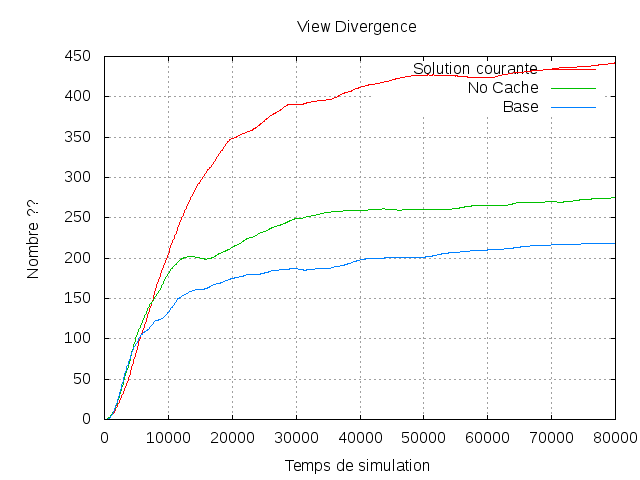 View Divergence
450
400
350
300
250
200
150
100
50
0
Nombre ??
Solution courante
No Cache
Base
0 10000 20000 30000 40000 50000 60000 70000 80000
Temps de simulation